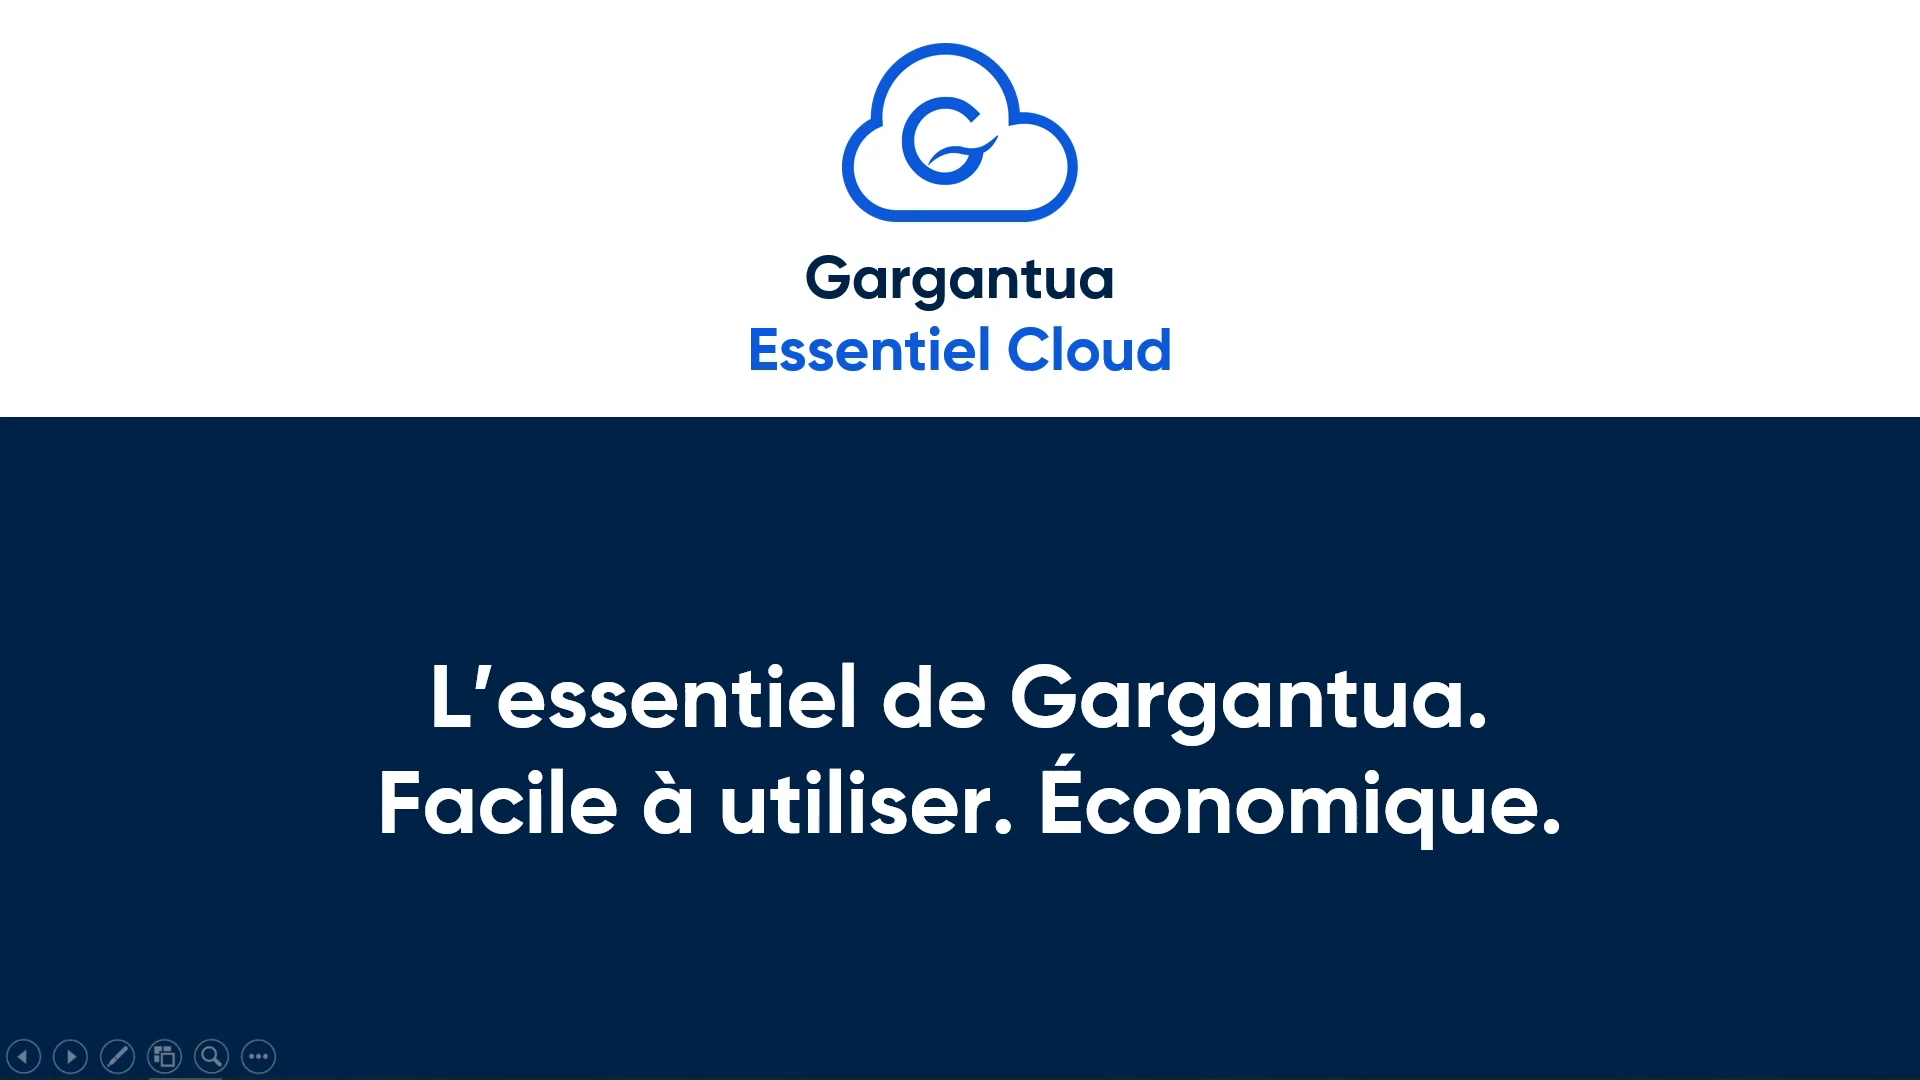 Gargantua
Essentiel Cloud
L’essentiel de Gargantua.
Facile à utiliser. Économique.